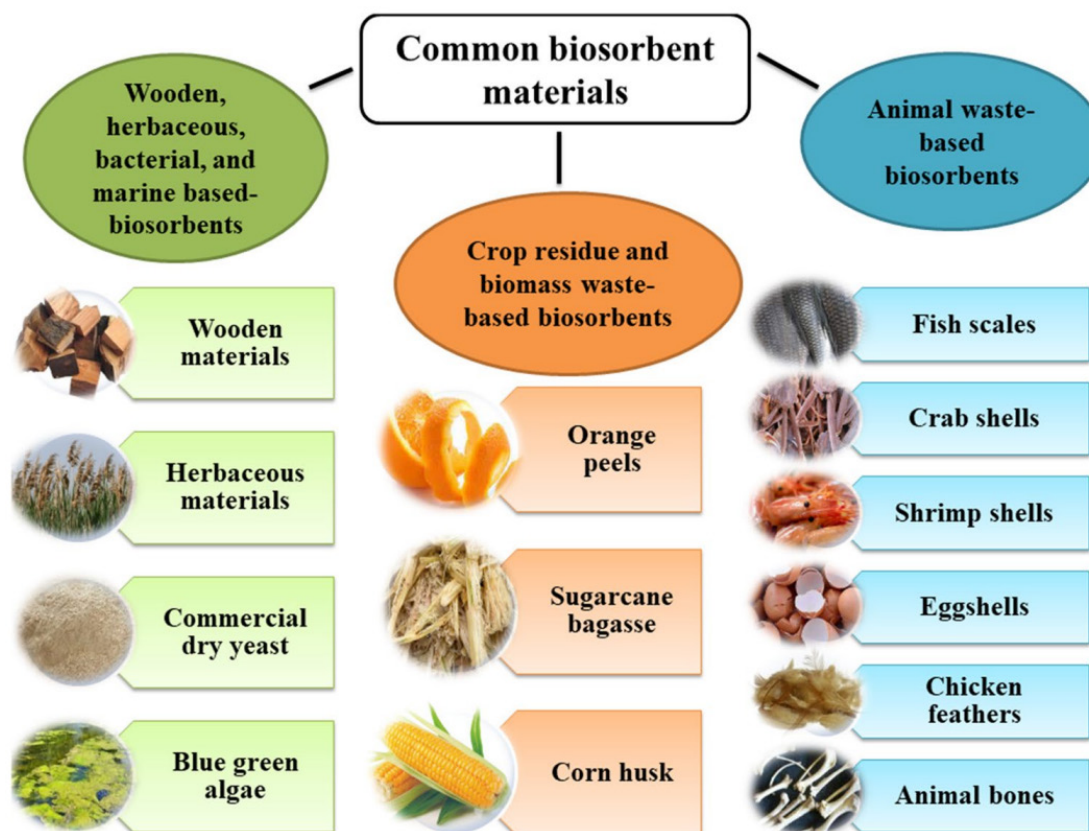 Common biosorbent
materials
Wooden,
herbaceous,
bacterial, and
marine based-
biosorbents
Crop residue and
biomass waste-
based biosorbents
Animal waste-
based
biosorbents
Wooden
materials
Herbaceous
materials
Commercial
dry yeast
Blue green
algae
Orange
peels
Sugarcane
bagasse
Corn husk
Fish scales
Crab shells
Shrimp shells
Eggshells
Chicken
feathers
Animal bones